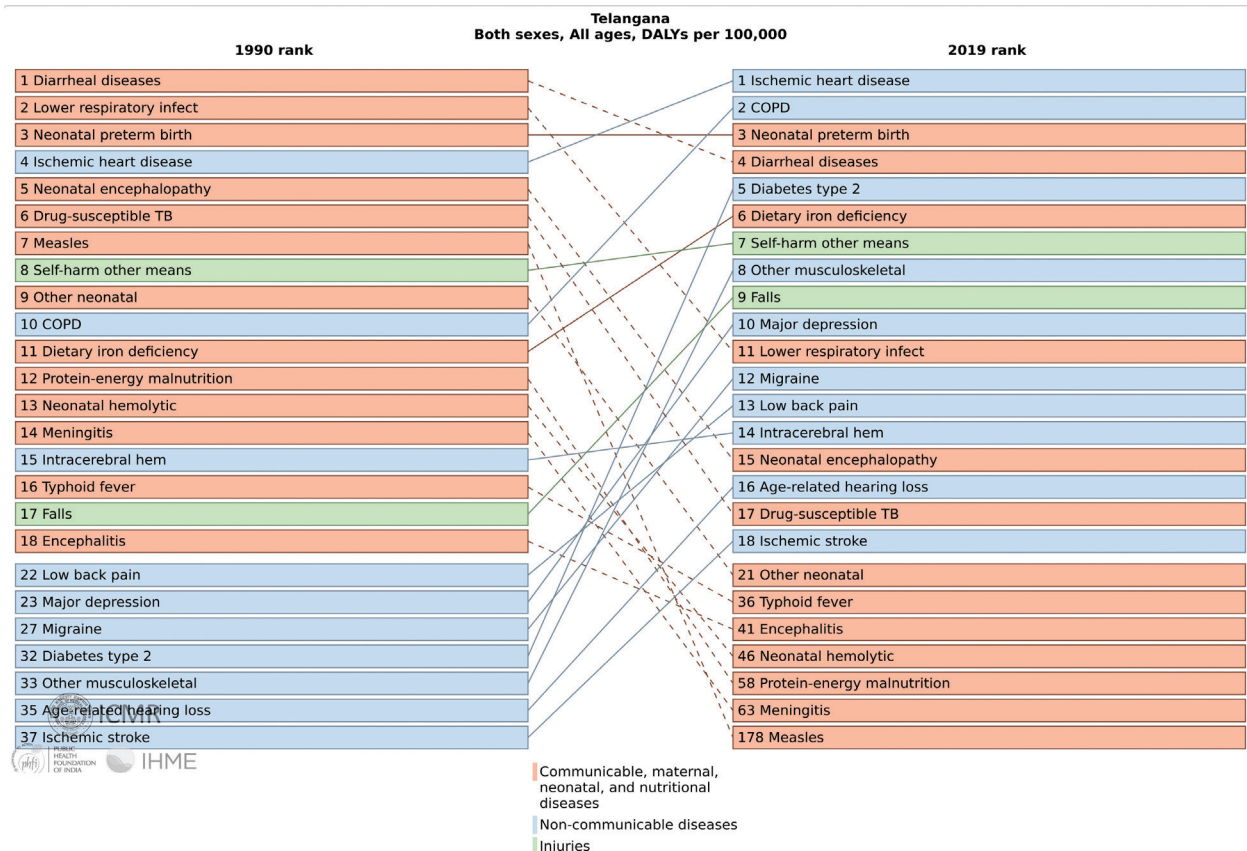 Telangana
Both sexes, All ages, DALYs per 100,000
1990 rank
1 Diarrheal diseases
2 Lower respiratory infect
3 Neonatal preterm birth
4 Ischemic heart disease
5 Neonatal encephalopathy
6 Drug-susceptible TB
7 Measles
8 Self-harm other means
9 Other neonatal
10 COPD
11 Dietary iron deficiency
12 Protein-energy malnutrition
13 Neonatal hemolytic
14 Meningitis
15 Intracerebral hem
16 Typhoid fever
17 Falls
18 Encephalitis
22 Low back pain
23 Major depression
27 Migraine
32 Diabetes type 2
33 Other musculoskeletal
35 Age-related hearing loss
37 Ischemic stroke
2019 rank
1 Ischemic heart disease
2 COPD
3 Neonatal preterm birth
4 Diarrheal diseases
5 Diabetes type 2
6 Dietary iron deficiency
7 Self-harm other means
8 Other musculoskeletal
9 Falls
10 Major depression
11 Lower respiratory infect
12 Migraine
13 Low back pain
14 Intracerebral hem
15 Neonatal encephalopathy
16 Age-related hearing loss
17 Drug-susceptible TB
18 Ischemic stroke
21 Other neonatal
36 Typhoid fever
41 Encephalitis
46 Neonatal hemolytic
58 Protein-energy malnutrition
63 Meningitis
178 Measles
ICMR
phfi
PUBLIC
HEALTH
FOUNDATION
OF INDIA
IHME
Communicable, maternal,
neonatal, and nutritional
diseases
Non-communicable diseases
Injuries